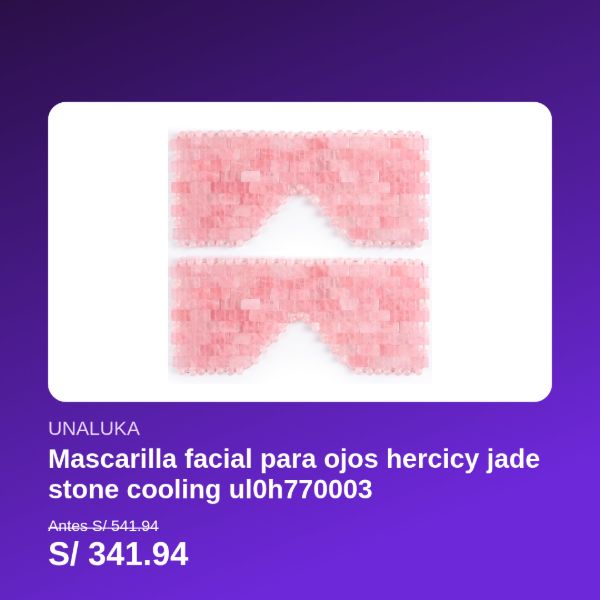 UNALUKA
Mascarilla facial para ojos hercicy jade
stone cooling ul0h770003
Antes S/ 541.94
S/ 341.94